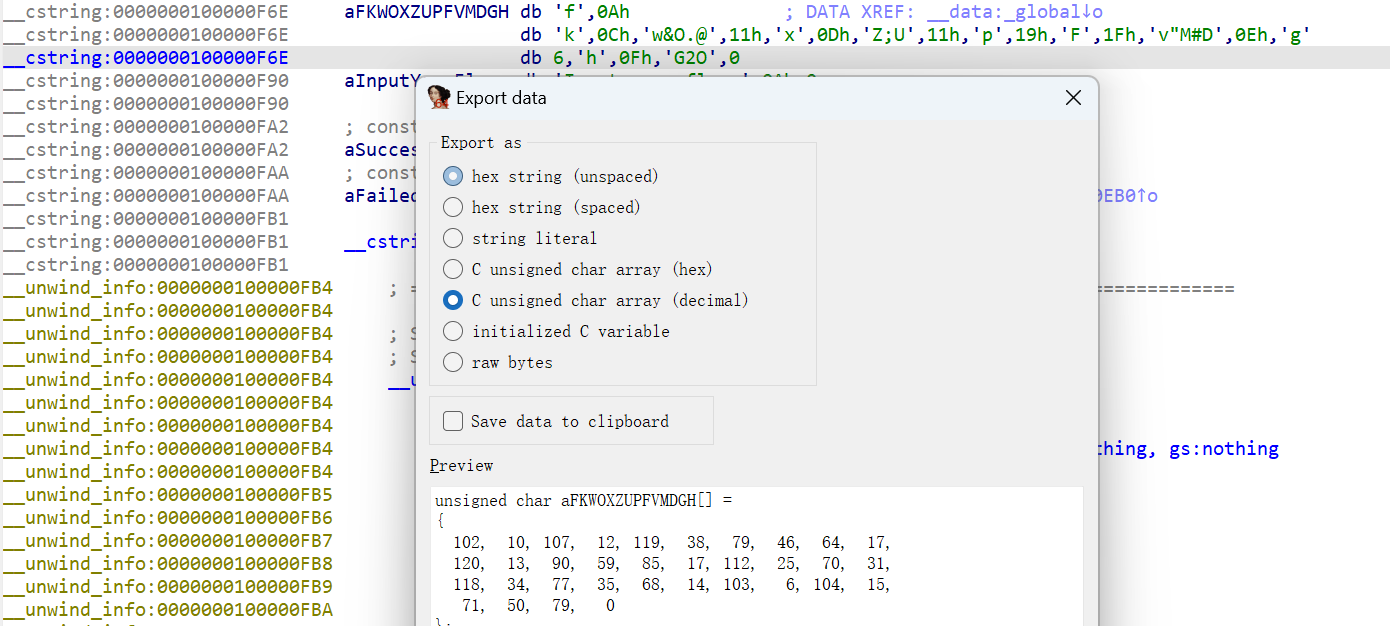 __cstring:0000000100000F6E aFKWOXZUPFVMDGH db 'f',0Ah ; DATA XREF: __data:_global↓o
__cstring:0000000100000F6E db 'k',0Ch,'w&O.@',11h,'x',0Dh,'Z;U',11h,'p',19h,'F',1Fh,'v"M#D',0Eh,'g'
__cstring:0000000100000F6E db 6,'h',0Fh,'G2O',0
__cstring:0000000100000F90
__cstring:0000000100000F90
__cstring:0000000100000FA2 ; const
__cstring:0000000100000FA2 aSucces
__cstring:0000000100000FAA ; const
__cstring:0000000100000FAA aFailed 0EB0↑o
__cstring:0000000100000FB1
__cstring:0000000100000FB1 __cstri
__cstring:0000000100000FB1
__unwind_info:0000000100000FB4 ; = =============
__unwind_info:0000000100000FB4
__unwind_info:0000000100000FB4 ; S
__unwind_info:0000000100000FB4 ; S
__unwind_info:0000000100000FB4 __u
__unwind_info:0000000100000FB4
__unwind_info:0000000100000FB4
__unwind_info:0000000100000FB4 thing, gs:nothing
__unwind_info:0000000100000FB4
__unwind_info:0000000100000FB5
__unwind_info:0000000100000FB6
__unwind_info:0000000100000FB7
__unwind_info:0000000100000FB8
__unwind_info:0000000100000FB9
__unwind_info:0000000100000FBA
Export data
Export as
hex string (unspaced)
hex string (spaced)
string literal
C unsigned char array (hex)
C unsigned char array (decimal)
initialized C variable
raw bytes
Save data to clipboard
Preview
unsigned char aFKWOXZUPFVMDGH[] =
{
102, 10, 107, 12, 119, 38, 79, 46, 64, 17,
120, 13, 90, 59, 85, 17, 112, 25, 70, 31,
118, 34, 77, 35, 68, 14, 103, 6, 104, 15,
71, 50, 79, 0
};